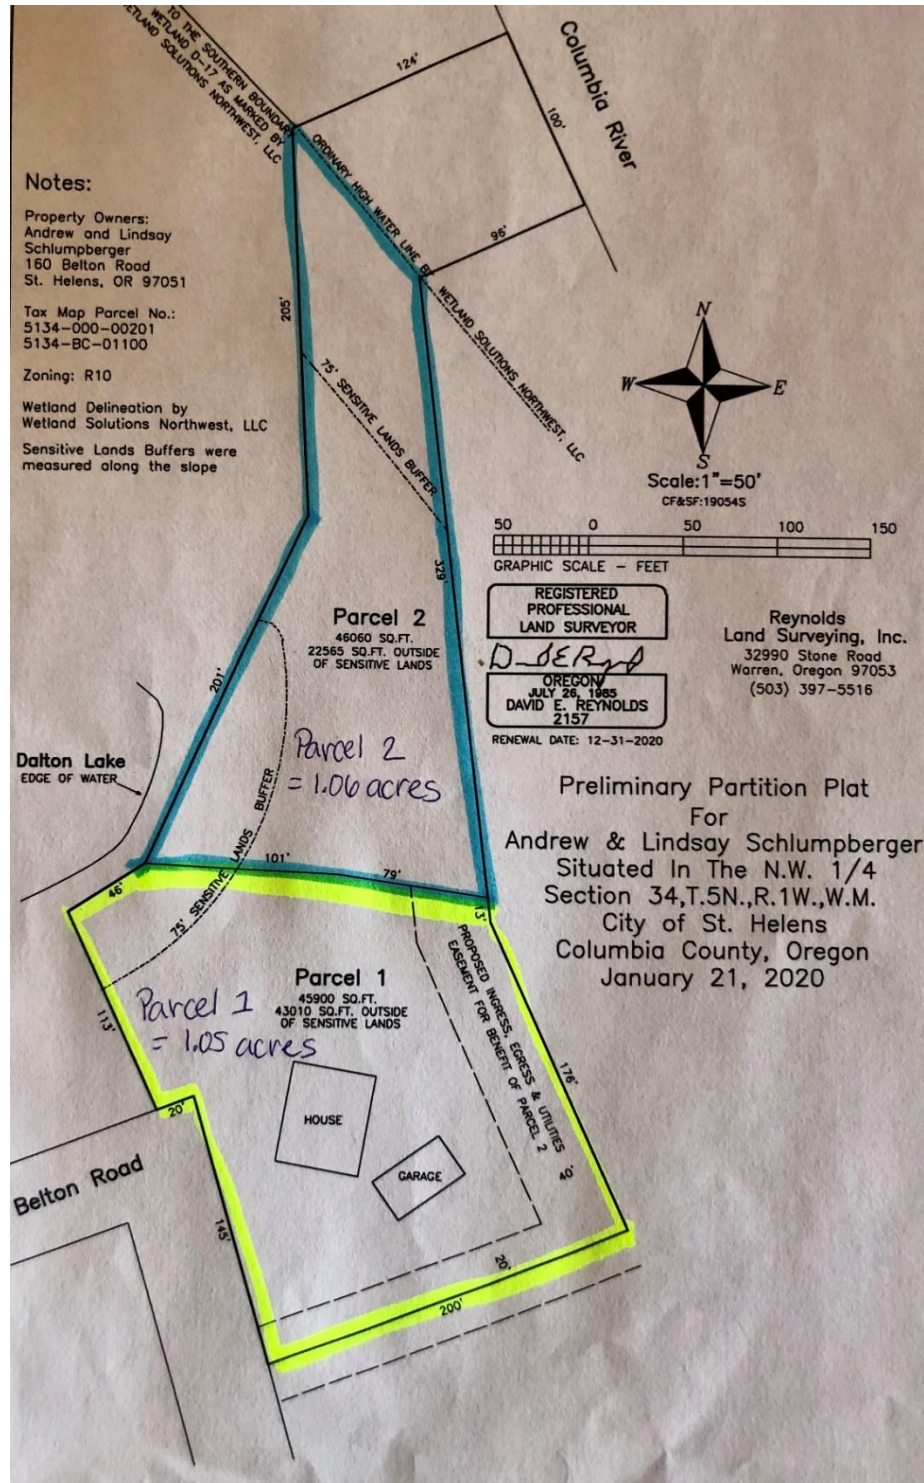 TO THE SOUTHERN BOUNDARY
WETLAND D-17 AS MARKED BY
WETLAND SOLUTIONS NORTHWEST, LLC
124'
Columbia River
100'
ORDINARY HIGH WATER LINE BY WETLAND SOLUTIONS NORTHWEST, LLC
96'
Notes:
Property Owners:
Andrew and Lindsay
Schlumpberger
160 Belton Road
St. Helens, OR 97051
Tax Map Parcel No.:
5134-000-00201
5134-BC-01100
Zoning: R10
Wetland Delineation by
Wetland Solutions Northwest, LLC
Sensitive Lands Buffers were
measured along the slope
205'
75' SENSITIVE LANDS BUFFER
N
W
E
S
Scale:1"=50'
CF&SF:19054S
50 0 50 100 150
GRAPHIC SCALE - FEET
329'
REGISTERED
PROFESSIONAL
LAND SURVEYOR
OREGON
JULY 26, 1985
DAVID E. REYNOLDS
2157
RENEWAL DATE: 12-31-2020
Reynolds
Land Surveying, Inc.
32990 Stone Road
Warren, Oregon 97053
(503) 397-5516
Parcel 2
46060 SQ.FT.
22565 SQ.FT. OUTSIDE
OF SENSITIVE LANDS
201'
Parcel 2
= 1.06 acres
Dalton Lake
EDGE OF WATER
75' SENSITIVE LANDS BUFFER
Preliminary Partition Plat
For
Andrew & Lindsay Schlumpberger
Situated In The N.W. 1/4
Section 34,T.5N.,R.1W.,W.M.
City of St. Helens
Columbia County, Oregon
January 21, 2020
101'
79'
46'
13'
PROPOSED INGRESS, EGRESS & UTILITIES
EASEMENT FOR BENEFIT OF PARCEL 2
Parcel 1
45900 SQ.FT.
43010 SQ.FT. OUTSIDE
OF SENSITIVE LANDS
Parcel 1
= 1.05 acres
113'
176'
20'
HOUSE
GARAGE
40'
Belton Road
145'
20'
200'